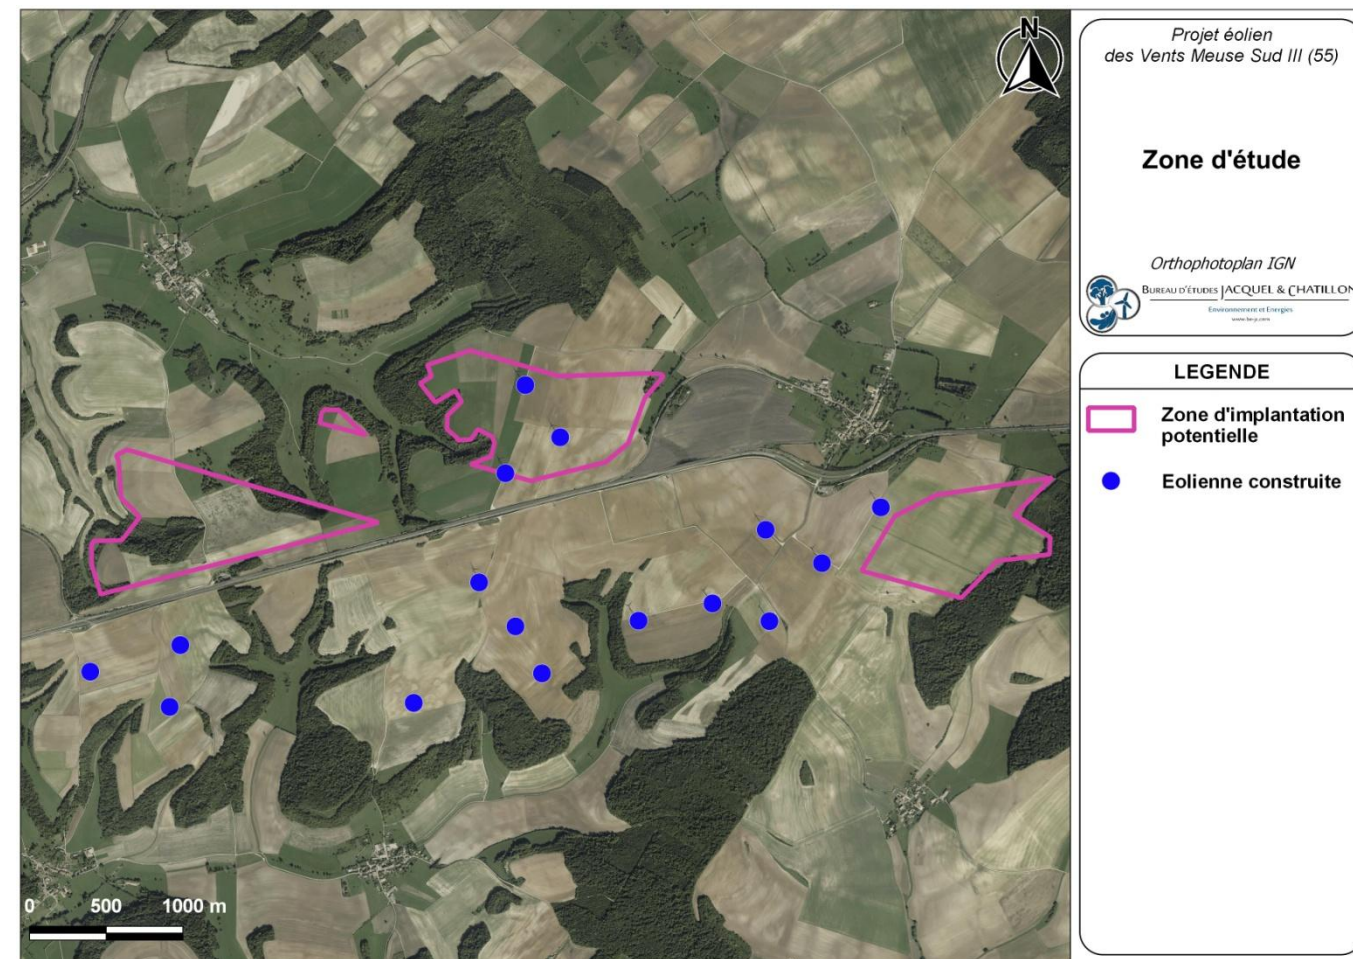 N
Projet éolien
des Vents Meuse Sud III (55)
Zone d'étude
Orthophotoplan IGN
BUREAU D'ÉTUDES JACQUEL & CHATILLON
Environnement et Energies
LEGENDE
Zone d'implantation
potentielle
Eolienne construite
0 500 1000 m